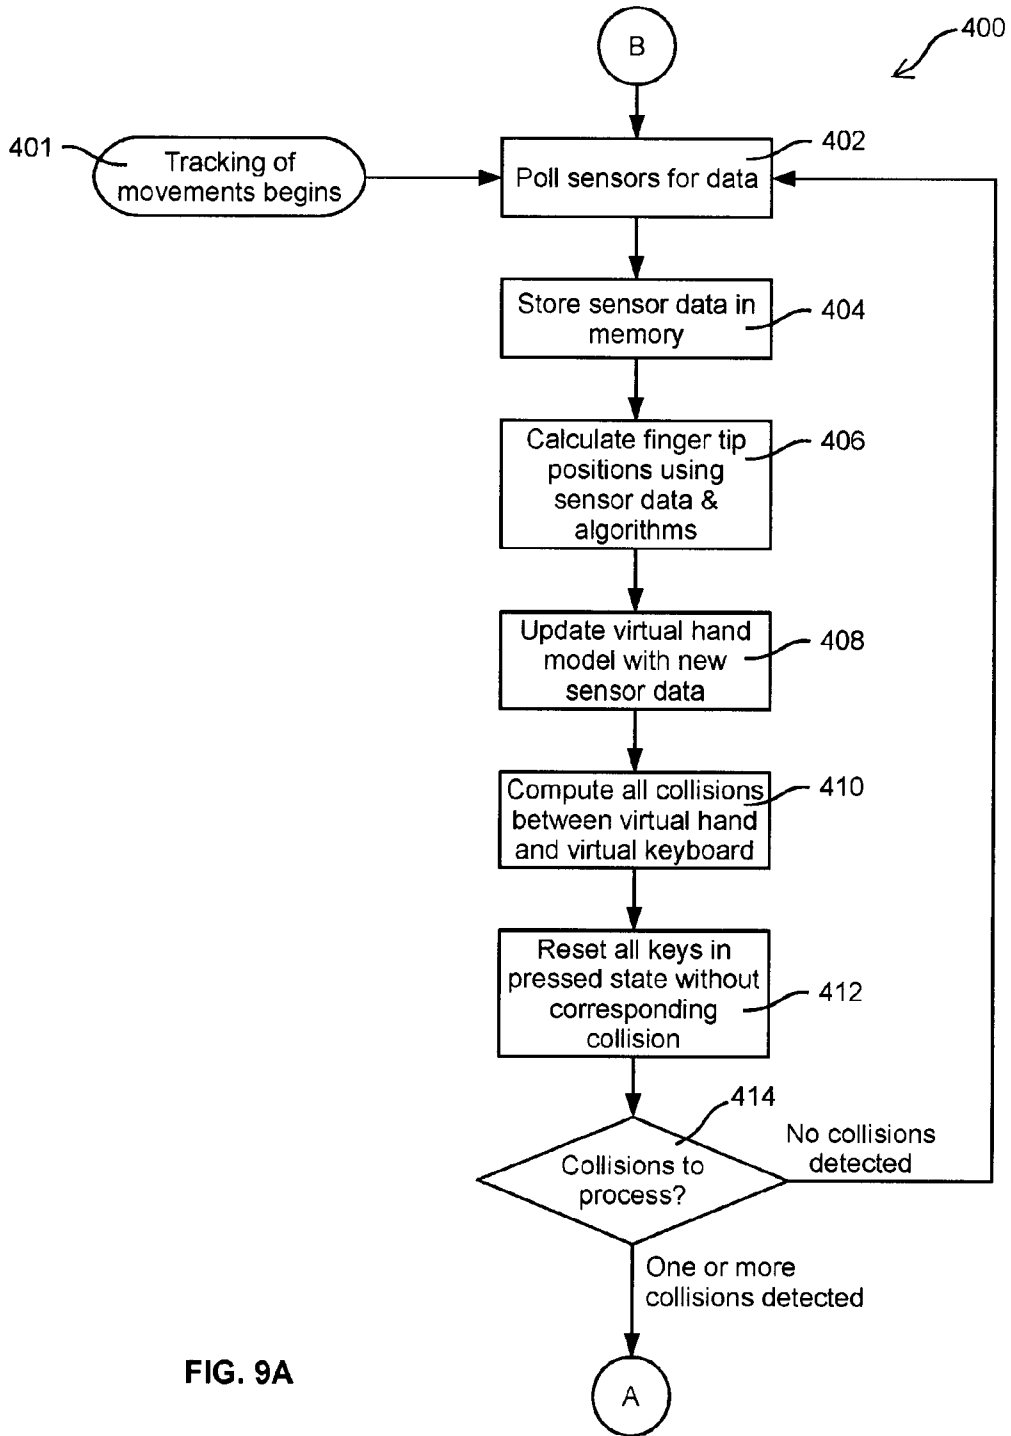 B
400
401
Tracking of
movements begins
402
Poll sensors for data
Store sensor data in
memory
404
Calculate finger tip
positions using
sensor data &
algorithms
406
Update virtual hand
model with new
sensor data
408
Compute all collisions
between virtual hand
and virtual keyboard
410
Reset all keys in
pressed state without
corresponding
collision
412
414
Collisions to
process?
No collisions
detected
One or more
collisions detected
FIG. 9A
A